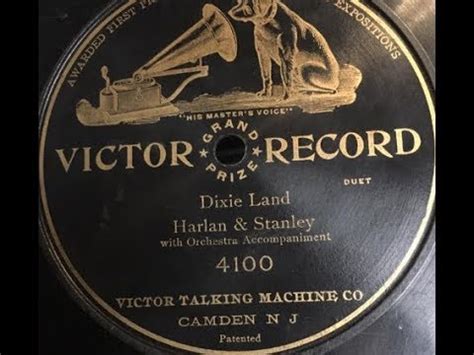 AWARDED FIRST PR
EXPOSITIONS
"HIS MASTER'S VOICE"
VICTOR GRAND PRIZE RECORD
DUET
Dixie Land
Harlan & Stanley
with Orchestra Accompaniment
4100
VICTOR TALKING MACHINE CO
CAMDEN N J
Patented